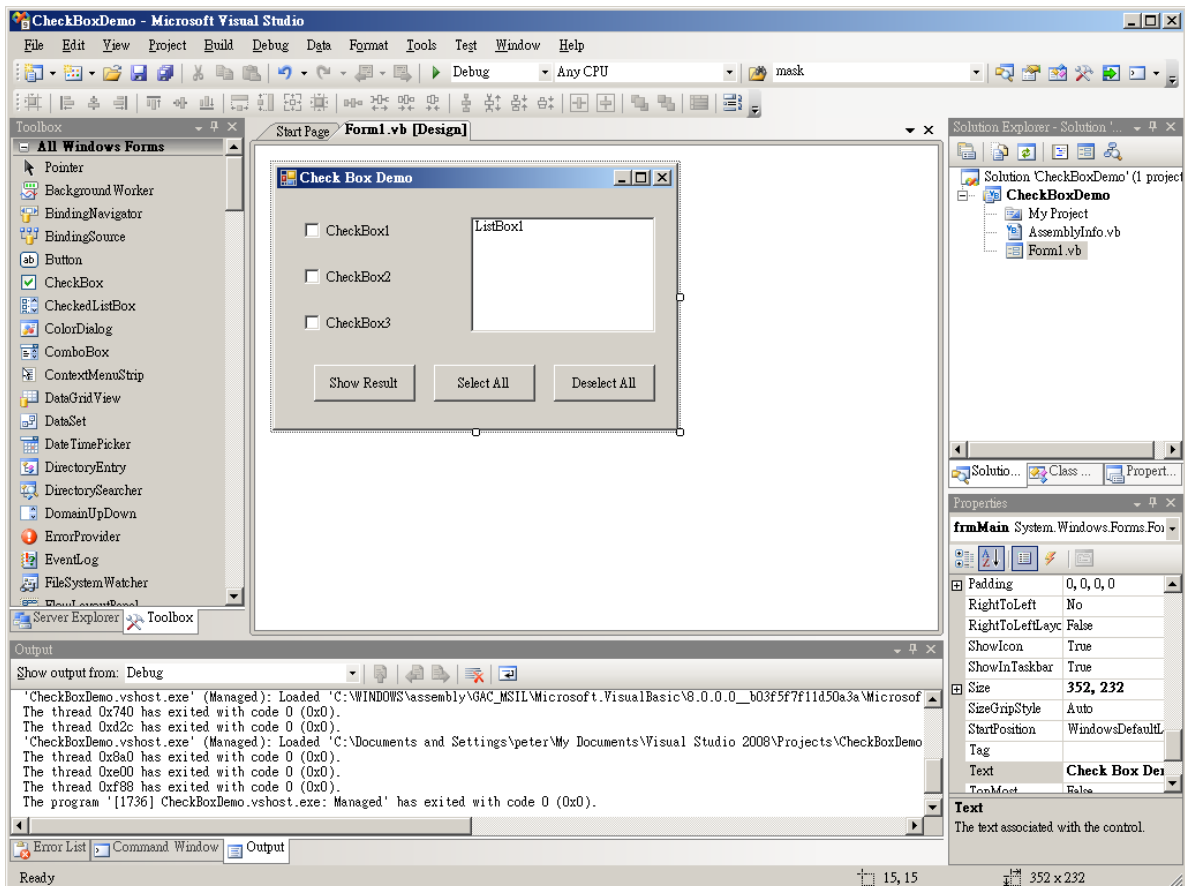 CheckBoxDemo - Microsoft Visual Studio
File Edit View Project Build Debug Data Format Tools Test Window Help
Debug Any CPU mask
Toolbox
All Windows Forms
Pointer
Background Worker
BindingNavigator
BindingSource
Button
CheckBox
CheckedListBox
ColorDialog
ComboBox
ContextMenuStrip
DataGridView
DataSet
DateTimePicker
DirectoryEntry
DirectorySearcher
DomainUpDown
ErrorProvider
EventLog
FileSystemWatcher
FlowLayoutPanel
Server Explorer Toolbox
Start Page Form1.vb [Design]
Check Box Demo
CheckBox1
CheckBox2
CheckBox3
ListBox1
Show Result Select All Deselect All
Solution Explorer - Solution '...
Solution 'CheckBoxDemo' (1 project
CheckBoxDemo
My Project
AssemblyInfo.vb
Form1.vb
Solutio... Class ... Propert...
Properties
frmMain System.Windows.Forms.For
Padding 0, 0, 0, 0
RightToLeft No
RightToLeftLayc False
ShowIcon True
ShowInTaskbar True
Size 352, 232
SizeGripStyle Auto
StartPosition WindowsDefaultL
Tag
Text Check Box Der
TopMost False
Text
The text associated with the control.
Output
Show output from: Debug
'CheckBoxDemo.vshost.exe' (Managed): Loaded 'C:\WINDOWS\assembly\GAC_MSIL\Microsoft.VisualBasic\8.0.0.0__b03f5f7f11d50a3a\Microsof
The thread 0x740 has exited with code 0 (0x0).
The thread 0xd2c has exited with code 0 (0x0).
'CheckBoxDemo.vshost.exe' (Managed): Loaded 'C:\Documents and Settings\peter\My Documents\Visual Studio 2008\Projects\CheckBoxDemo
The thread 0x8a0 has exited with code 0 (0x0).
The thread 0xe00 has exited with code 0 (0x0).
The thread 0xf88 has exited with code 0 (0x0).
The program '[1736] CheckBoxDemo.vshost.exe: Managed' has exited with code 0 (0x0).
Error List Command Window Output
Ready 15, 15 352 x 232